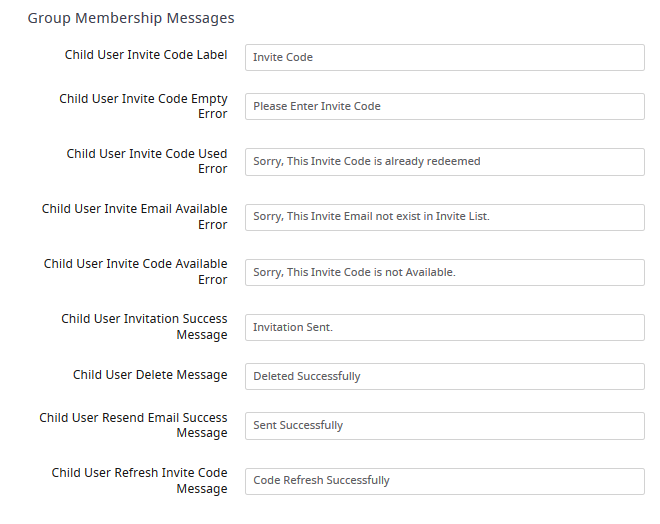 Group Membership Messages
Child User Invite Code Label
Invite Code
Child User Invite Code Empty
Error
Please Enter Invite Code
Child User Invite Code Used
Error
Sorry, This Invite Code is already redeemed
Child User Invite Email Available
Error
Sorry, This Invite Email not exist in Invite List.
Child User Invite Code Available
Error
Sorry, This Invite Code is not Available.
Child User Invitation Success
Message
Invitation Sent.
Child User Delete Message
Deleted Successfully
Child User Resend Email Success
Message
Sent Successfully
Child User Refresh Invite Code
Message
Code Refresh Successfully